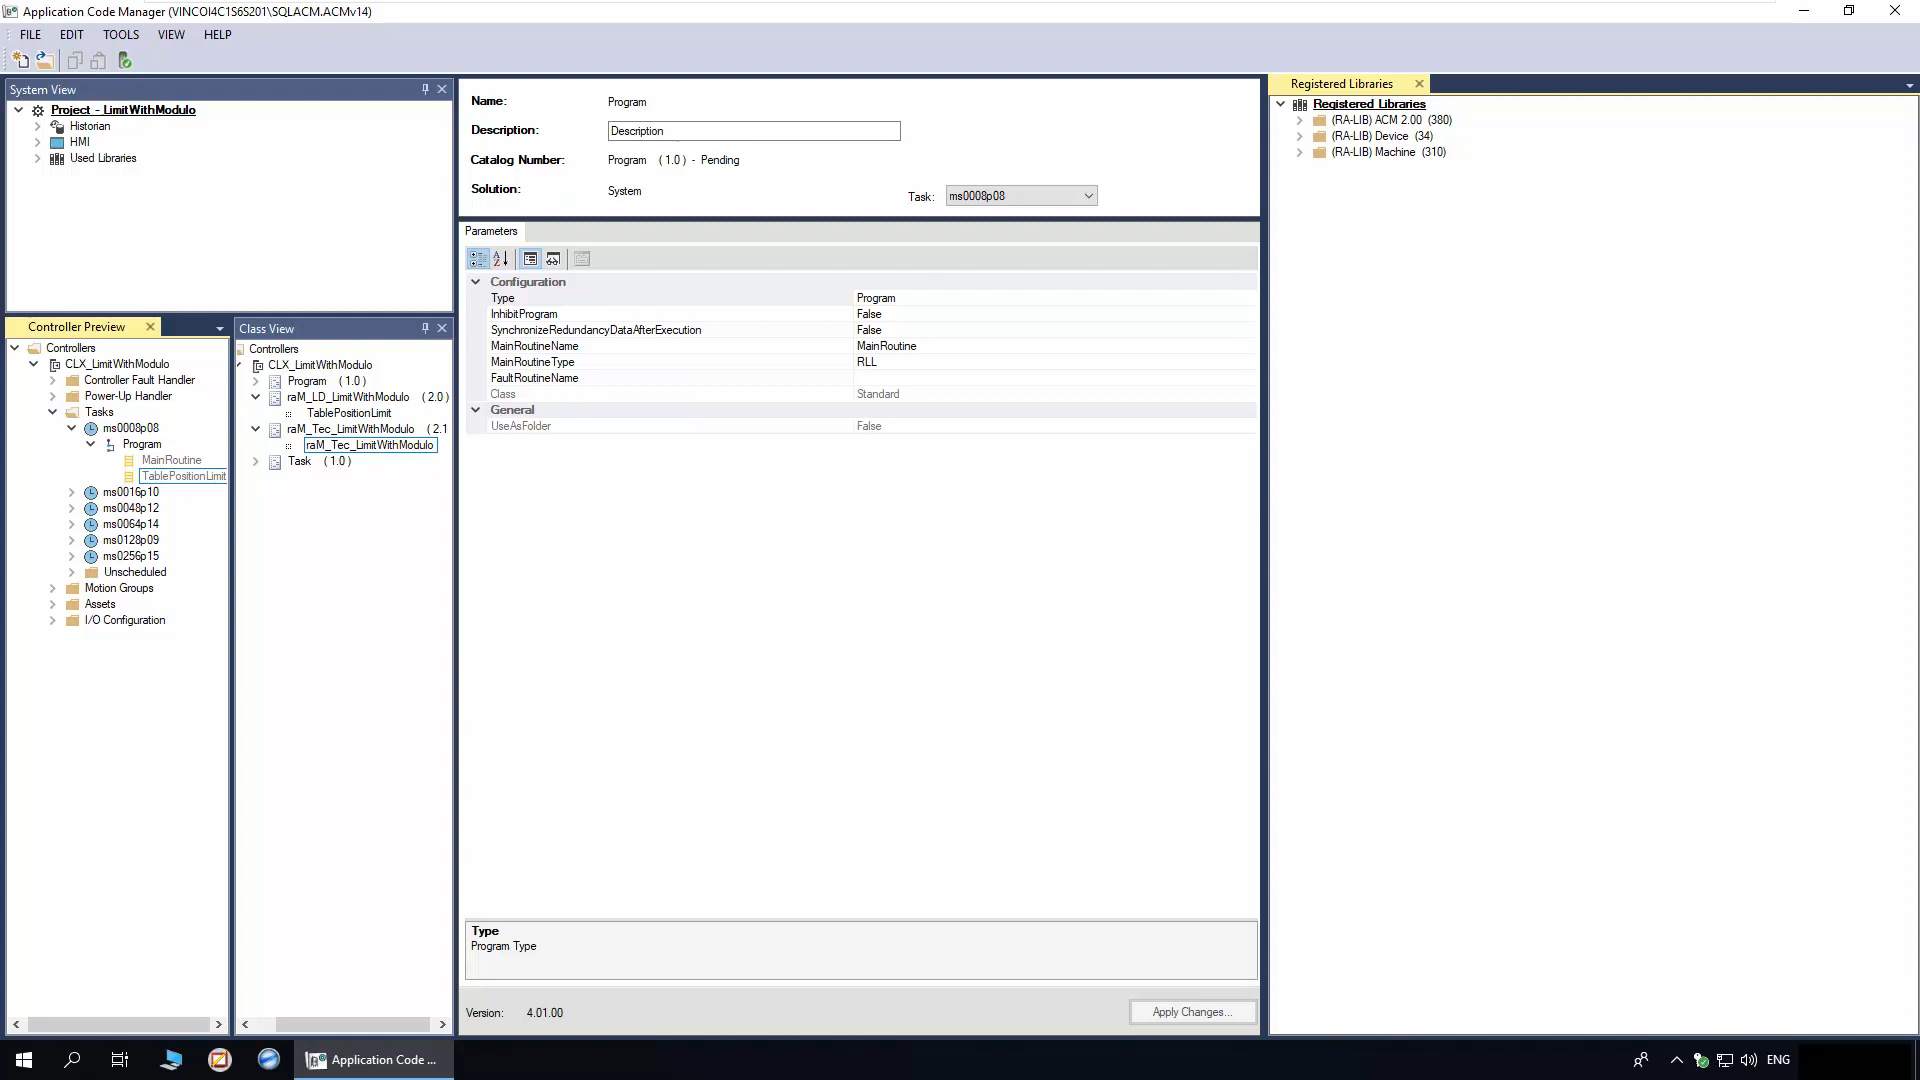 Application Code Manager (VINCOI4C1S6S201\SQLACM.ACMv14)
FILE EDIT TOOLS VIEW HELP
System View
Project - LimitWithModulo
Historian
HMI
Used Libraries
Controller Preview
Controllers
CLX_LimitWithModulo
Controller Fault Handler
Power-Up Handler
Tasks
ms0008p08
Program
MainRoutine
TablePositionLimit
ms0016p10
ms0048p12
ms0064p14
ms0128p09
ms0256p15
Unscheduled
Motion Groups
Assets
I/O Configuration
Class View
Controllers
CLX_LimitWithModulo
Program (1.0)
raM_LD_LimitWithModulo (2.0)
TablePositionLimit
raM_Tec_LimitWithModulo (2.1
raM_Tec_LimitWithModulo
Task (1.0)
Name: Program
Description: Description
Catalog Number: Program (1.0) - Pending
Solution: System
Task: ms0008p08
Parameters
Configuration
Type Program
InhibitProgram False
SynchronizeRedundancyDataAfterExecution False
MainRoutineName MainRoutine
MainRoutineType RLL
FaultRoutineName
Class Standard
General
UseAsFolder False
Type
Program Type
Version: 4.01.00
Apply Changes...
Registered Libraries
Registered Libraries
(RA-LIB) ACM 2.00 (380)
(RA-LIB) Device (34)
(RA-LIB) Machine (310)
Application Code ...
ENG